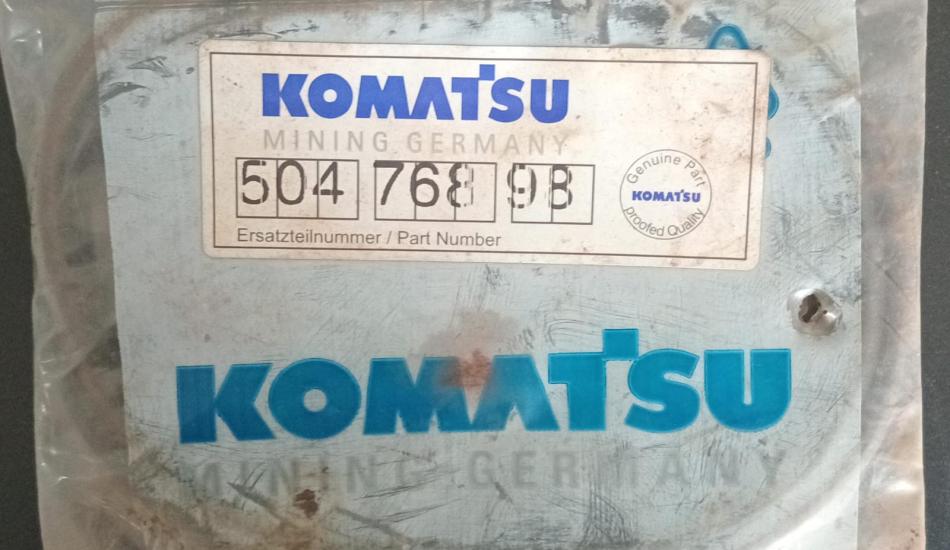 KOMATSU
MINING GERMANY
504 768 98
Ersatzteilnummer / Part Number
Genuine Part
KOMATSU
proofed Quality
KOMATSU
MINING GERMANY